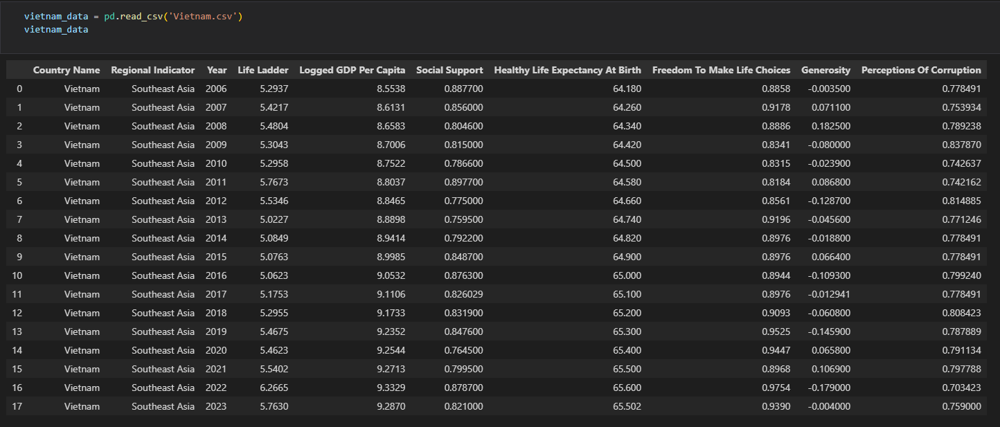 vietnam_data = pd.read_csv('Vietnam.csv')
vietnam_data
Country Name Regional Indicator Year Life Ladder Logged GDP Per Capita Social Support Healthy Life Expectancy At Birth Freedom To Make Life Choices Generosity Perceptions Of Corruption
0 Vietnam Southeast Asia 2006 5.2937 8.5538 0.887700 64.180 0.8858 -0.003500 0.778491
1 Vietnam Southeast Asia 2007 5.4217 8.6131 0.856000 64.260 0.9178 0.071100 0.753934
2 Vietnam Southeast Asia 2008 5.4804 8.6583 0.804600 64.340 0.8886 0.182500 0.789238
3 Vietnam Southeast Asia 2009 5.3043 8.7006 0.815000 64.420 0.8341 -0.080000 0.837870
4 Vietnam Southeast Asia 2010 5.2958 8.7522 0.786600 64.500 0.8315 -0.023900 0.742637
5 Vietnam Southeast Asia 2011 5.7673 8.8037 0.897700 64.580 0.8184 0.086800 0.742162
6 Vietnam Southeast Asia 2012 5.5346 8.8465 0.775000 64.660 0.8561 -0.128700 0.814885
7 Vietnam Southeast Asia 2013 5.0227 8.8898 0.759500 64.740 0.9196 -0.045600 0.771246
8 Vietnam Southeast Asia 2014 5.0849 8.9414 0.792200 64.820 0.8976 -0.018800 0.778491
9 Vietnam Southeast Asia 2015 5.0763 8.9985 0.848700 64.900 0.8976 0.066400 0.778491
10 Vietnam Southeast Asia 2016 5.0623 9.0532 0.876300 65.000 0.8944 -0.109300 0.799240
11 Vietnam Southeast Asia 2017 5.1753 9.1106 0.826029 65.100 0.8976 -0.012941 0.778491
12 Vietnam Southeast Asia 2018 5.2955 9.1733 0.831900 65.200 0.9093 -0.060800 0.808423
13 Vietnam Southeast Asia 2019 5.4675 9.2352 0.847600 65.300 0.9525 -0.145900 0.787889
14 Vietnam Southeast Asia 2020 5.4623 9.2544 0.764500 65.400 0.9447 0.065800 0.791134
15 Vietnam Southeast Asia 2021 5.5402 9.2713 0.799500 65.500 0.8968 0.106900 0.797788
16 Vietnam Southeast Asia 2022 6.2665 9.3329 0.878700 65.600 0.9754 -0.179000 0.703423
17 Vietnam Southeast Asia 2023 5.7630 9.2870 0.821000 65.502 0.9390 -0.004000 0.759000